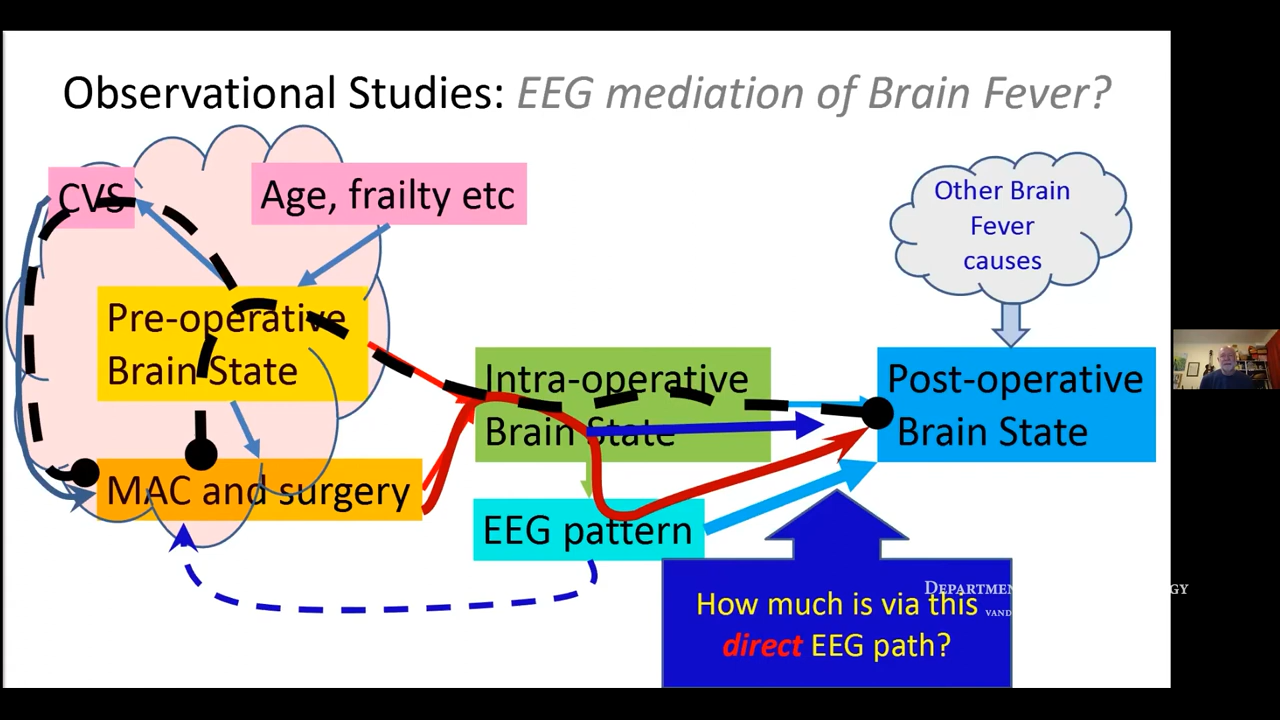 Observational Studies: EEG mediation of Brain Fever?
CVS
Age, frailty etc
Other Brain
Fever
causes
Pre-operative
Brain State
Intra-operative
Brain State
Post-operative
Brain State
MAC and surgery
EEG pattern
How much is via this
direct EEG path?
GY